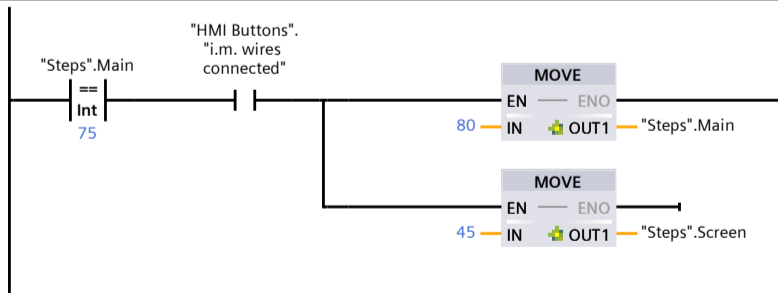 "HMI Buttons".
"i.m. wires
connected"
"Steps".Main
==
Int
75
MOVE
EN ENO
80 IN OUT1 "Steps".Main
MOVE
EN ENO
45 IN OUT1 "Steps".Screen